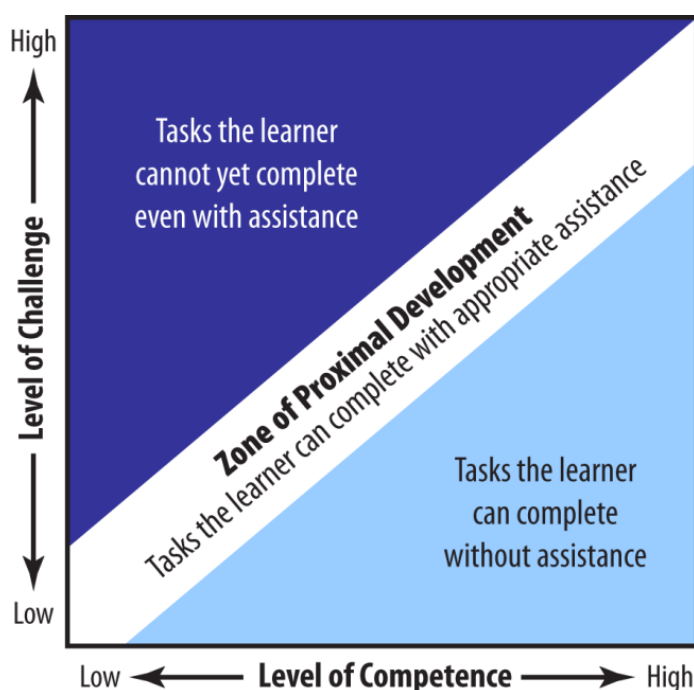 High
Level of Challenge
Low
Tasks the learner
cannot yet complete
even with assistance
Zone of Proximal Development
Tasks the learner can complete with appropriate assistance
Tasks the learner
can complete
without assistance
Low
Level of Competence
High